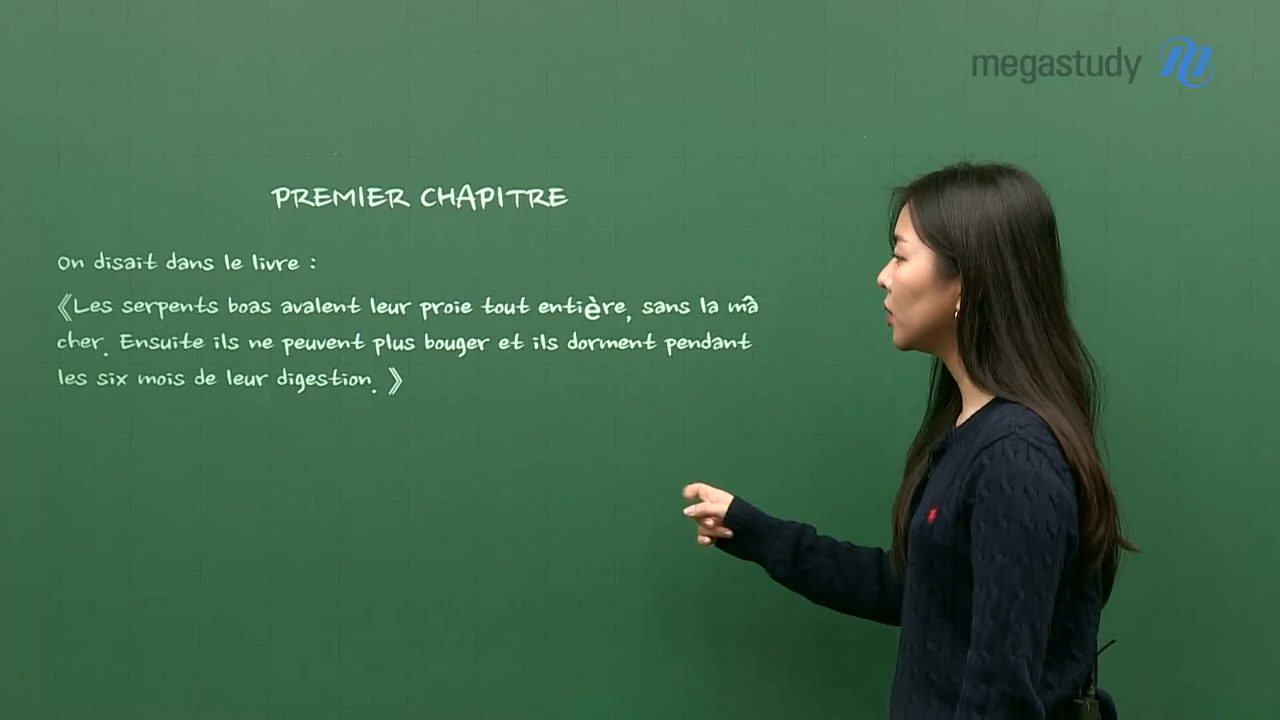 megastudy
PREMIER CHAPITRE
on disait dans le livre :
《Les serpents boas avalent leur proie tout entière, sans la mâ
cher. Ensuite ils ne peuvent plus bouger et ils dorment pendant
les six mois de leur digestion. 》